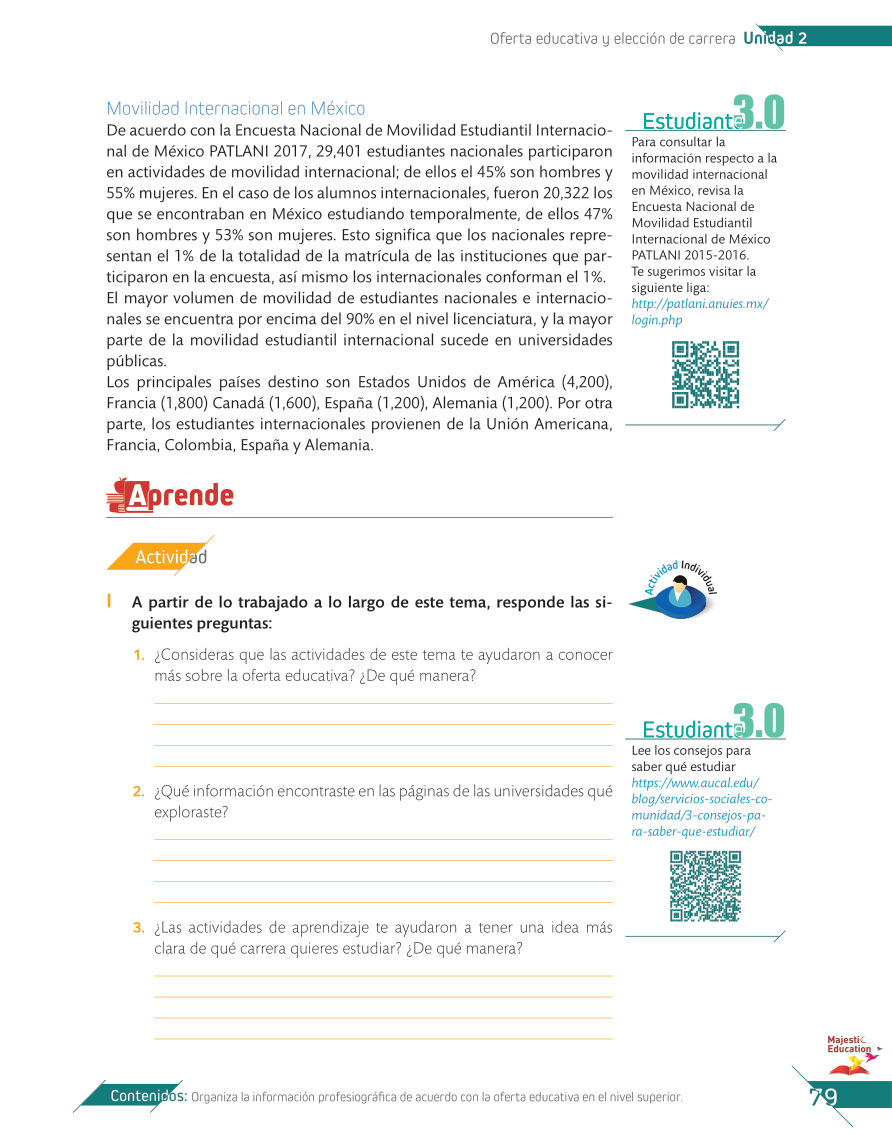 Oferta educativa y elección de carrera Unidad 2
Movilidad Internacional en México
De acuerdo con la Encuesta Nacional de Movilidad Estudiantil Internacio-
nal de México PATLANI 2017, 29,401 estudiantes nacionales participaron
en actividades de movilidad internacional; de ellos el 45% son hombres y
55% mujeres. En el caso de los alumnos internacionales, fueron 20,322 los
que se encontraban en México estudiando temporalmente, de ellos 47%
son hombres y 53% son mujeres. Esto significa que los nacionales repre-
sentan el 1% de la totalidad de la matrícula de las instituciones que par-
ticiparon en la encuesta, así mismo los internacionales conforman el 1%.
El mayor volumen de movilidad de estudiantes nacionales e internacio-
nales se encuentra por encima del 90% en el nivel licenciatura, y la mayor
parte de la movilidad estudiantil internacional sucede en universidades
públicas.
Los principales países destino son Estados Unidos de América (4,200),
Francia (1,800) Canadá (1,600), España (1,200), Alemania (1,200). Por otra
parte, los estudiantes internacionales provienen de la Unión Americana,
Francia, Colombia, España y Alemania.
Estudiant@ 3.0
Para consultar la
información respecto a la
movilidad internacional
en México, revisa la
Encuesta Nacional de
Movilidad Estudiantil
Internacional de México
PATLANI 2015-2016.
Te sugerimos visitar la
siguiente liga:
http://patlani.anuies.mx/
login.php
Aprende
Actividad
Actividad Individual
I A partir de lo trabajado a lo largo de este tema, responde las si-
guientes preguntas:
1. ¿Consideras que las actividades de este tema te ayudaron a conocer
más sobre la oferta educativa? ¿De qué manera?
2. ¿Qué información encontraste en las páginas de las universidades qué
exploraste?
3. ¿Las actividades de aprendizaje te ayudaron a tener una idea más
clara de qué carrera quieres estudiar? ¿De qué manera?
Estudiant@ 3.0
Lee los consejos para
saber qué estudiar
https://www.aucal.edu/
blog/servicios-sociales-co-
munidad/3-consejos-pa-
ra-saber-que-estudiar/
Majestic
Education
Contenidos: Organiza la información profesiográfica de acuerdo con la oferta educativa en el nivel superior.
79